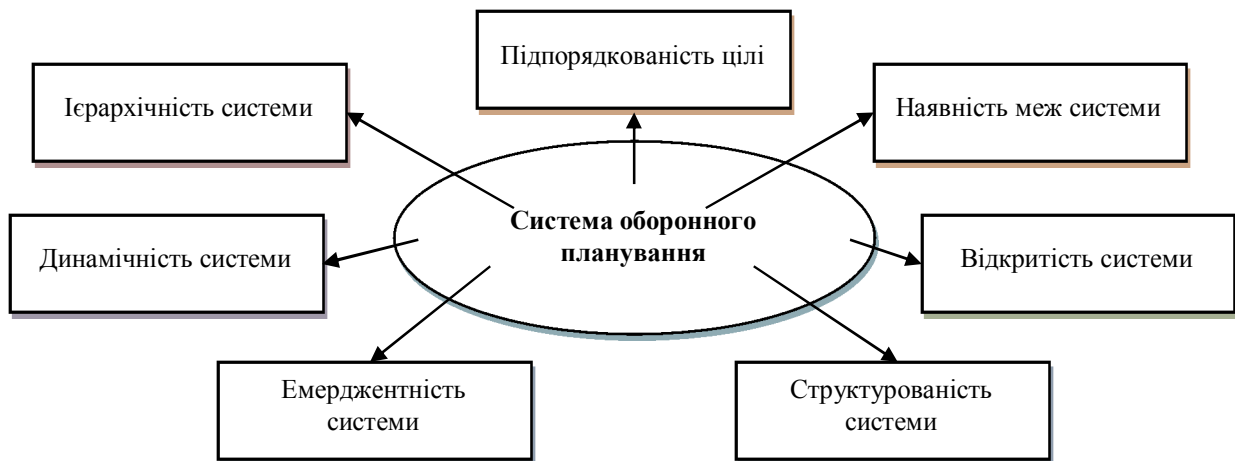 Підпорядкованість цілі
Ієрархічність системи
Наявність меж системи
Система оборонного
планування
Динамічність системи
Відкритість системи
Емерджентність
системи
Структурованість
системи